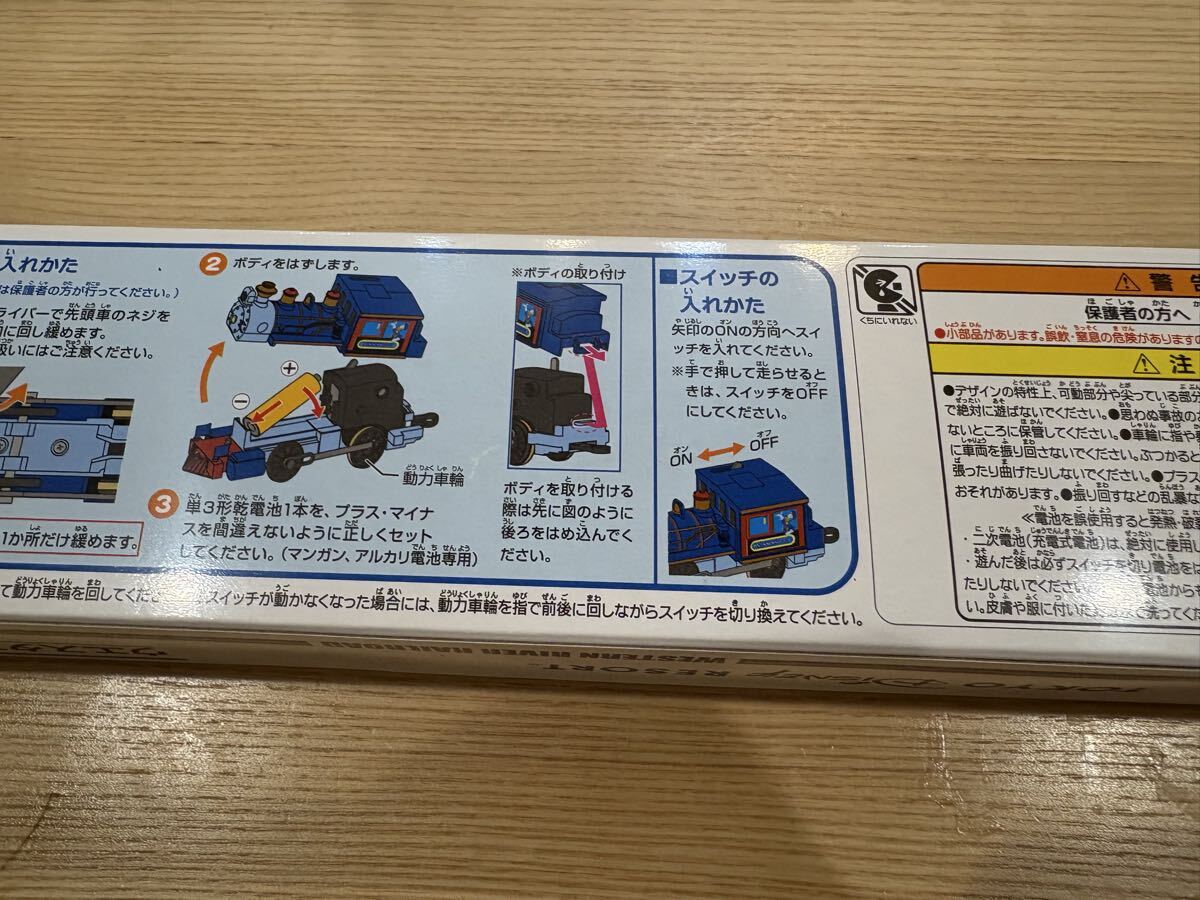 入れかた
は保護者の方が行ってください。)
ライバーで先頭車のネジを
に回し緩めます。
扱いにはご注意ください。
1か所だけ緩めます。
2 ボディをはずします。
＋
－
動力車輪
3 単3形乾電池1本を、プラス・マイナ
スを間違えないように正しくセット
してください。(マンガン、アルカリ電池専用)
※ボディの取り付け
ボディを取り付ける
際は先に図のように
後ろをはめ込んでく
ださい。
■スイッチの
入れかた
矢印のONの方向へスイ
ッチを入れてください。
※手で押して走らせると
きは、スイッチをOFF
にしてください。
ON OFF
て動力車輪を回してくだ
スイッチが動かなくなった場合には、動力車輪を指で前後に回しながらスイッチを切り換えてください。
くちにいれない
警告
保護者の方へ
●小部品があります。誤飲・窒息の危険がありますの
注
●デザインの特性上、可動部分や尖っている部分
で絶対に遊ばないでください。●思わぬ事故の
ないところに保管してください。●車輪に指や
に車両を振り回さないでください。ぶつかると
張ったり曲げたりしないでください。●プラス
おそれがあります。●振り回すなどの乱暴な
≪電池を誤使用すると発熱・破
・二次電池(充電式電池)は、絶対に使用し
・遊んだ後は必ずスイッチを切り電池をは
たりしないでください
い。皮膚や服に付いた
で洗ってくだ
TOKYO Disney RESORT
WESTERN RIVER RAILROAD
ウエスタ